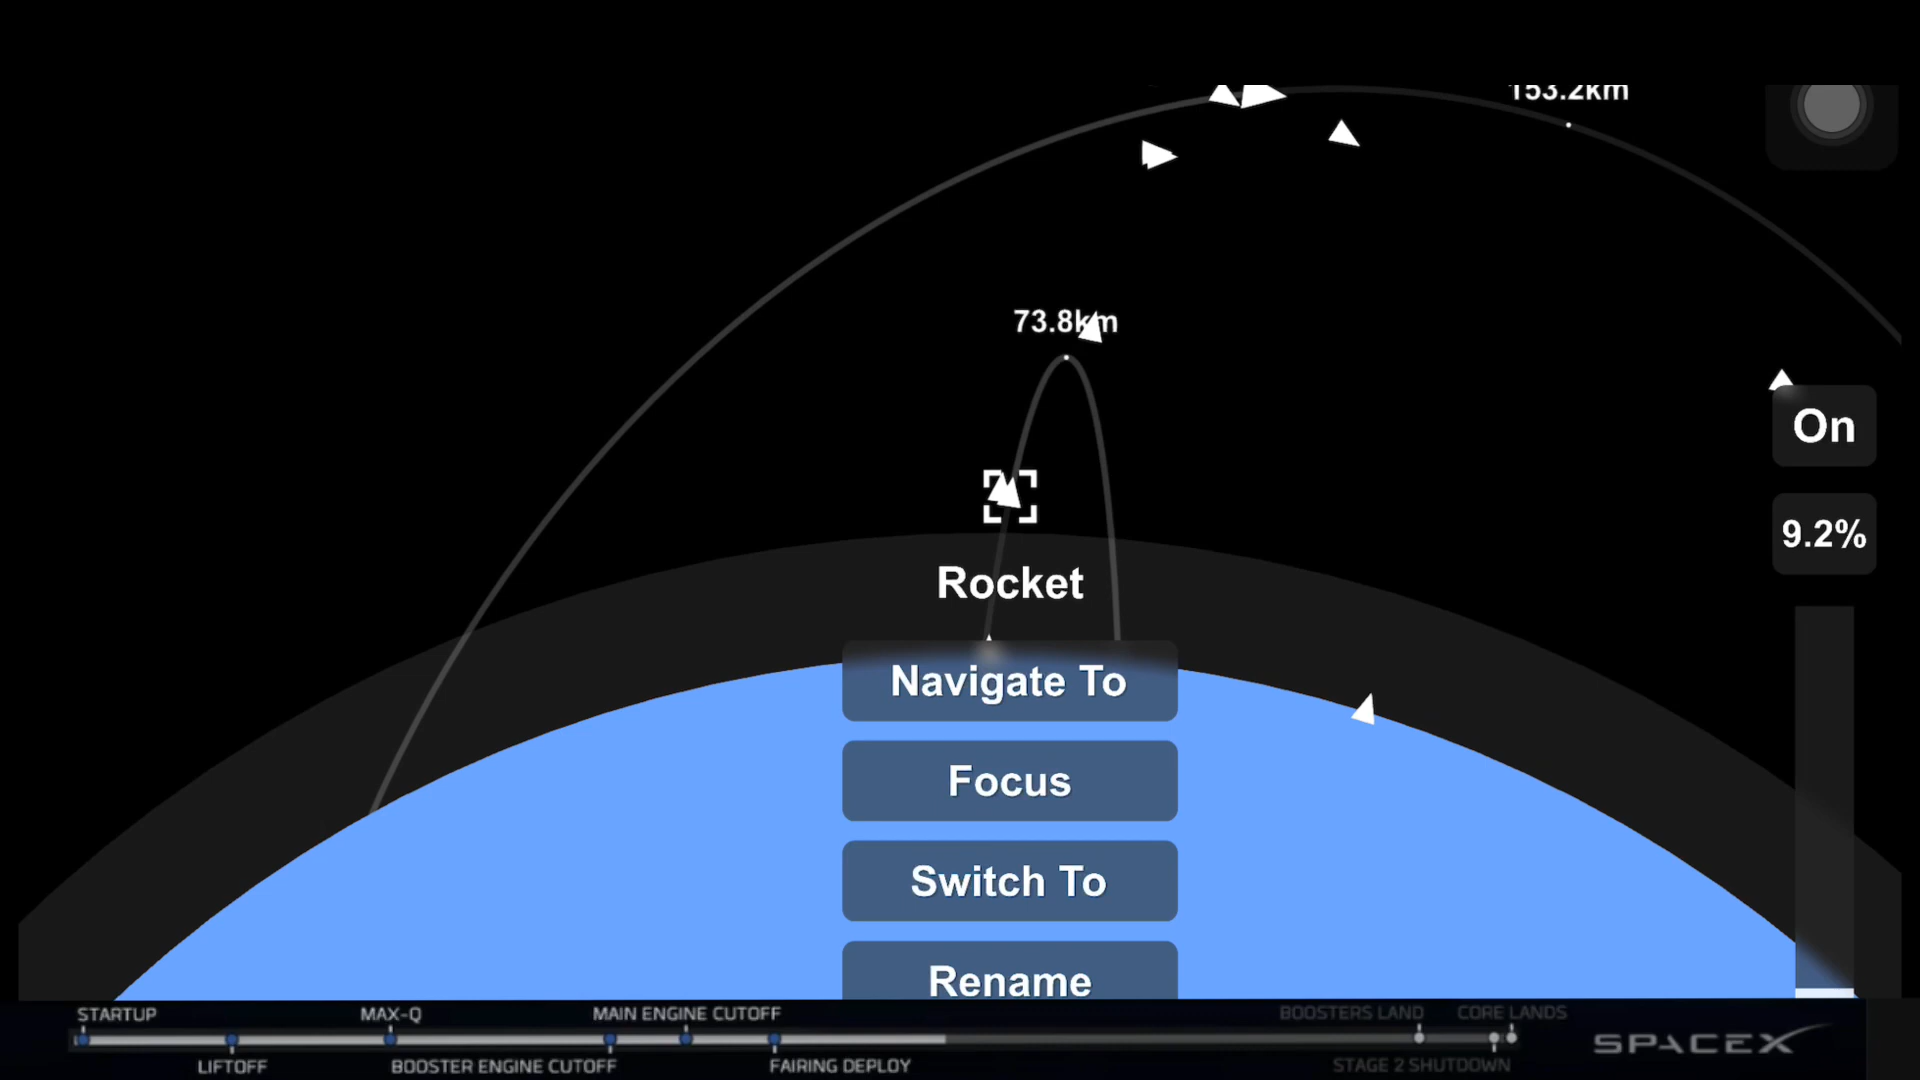 153.2km
73.8km
On
9.2%
Rocket
Navigate To
Focus
Switch To
Rename
STARTUP
MAX-Q
MAIN ENGINE CUTOFF
BOOSTERS LAND
CORE LANDS
LIFTOFF
BOOSTER ENGINE CUTOFF
FAIRING DEPLOY
STAGE 2 SHUTDOWN
SPACEX